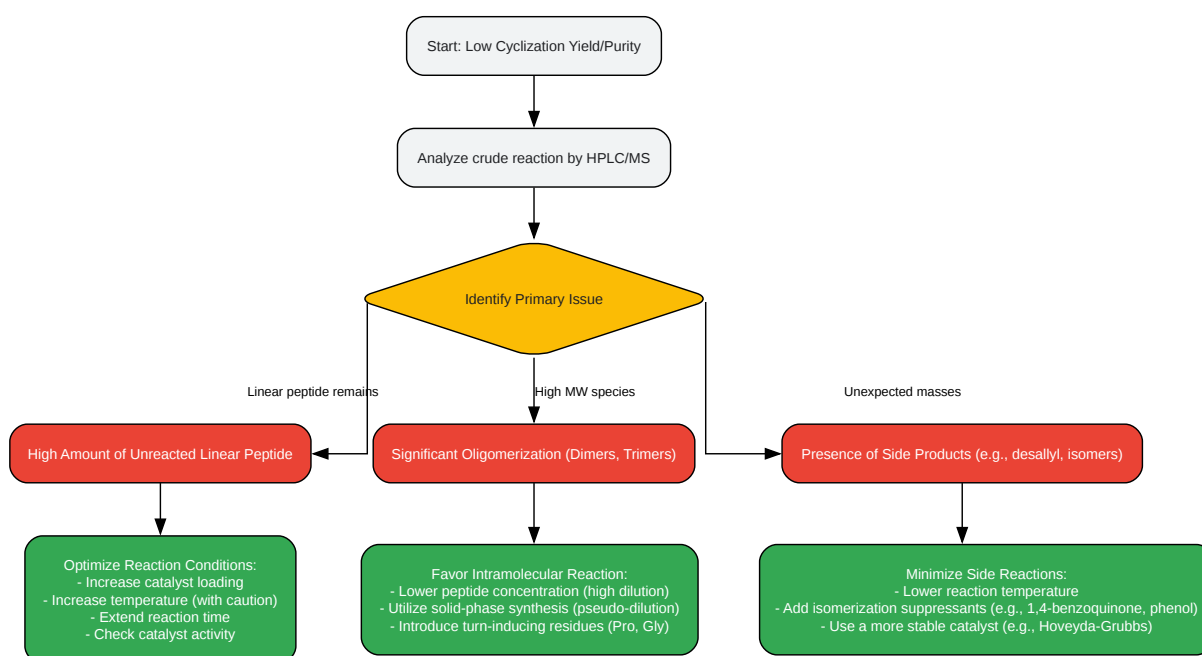 Start: Low Cyclization Yield/Purity
Analyze crude reaction by HPLC/MS
Identify Primary Issue
Linear peptide remains
High MW species
Unexpected masses
High Amount of Unreacted Linear Peptide
Significant Oligomerization (Dimers, Trimers)
Presence of Side Products (e.g., desallyl, isomers)
Optimize Reaction Conditions:
- Increase catalyst loading
- Increase temperature (with caution)
- Extend reaction time
- Check catalyst activity
Favor Intramolecular Reaction:
- Lower peptide concentration (high dilution)
- Utilize solid-phase synthesis (pseudo-dilution)
- Introduce turn-inducing residues (Pro, Gly)
Minimize Side Reactions:
- Lower reaction temperature
- Add isomerization suppressants (e.g., 1,4-benzoquinone, phenol)
- Use a more stable catalyst (e.g., Hoveyda-Grubbs)